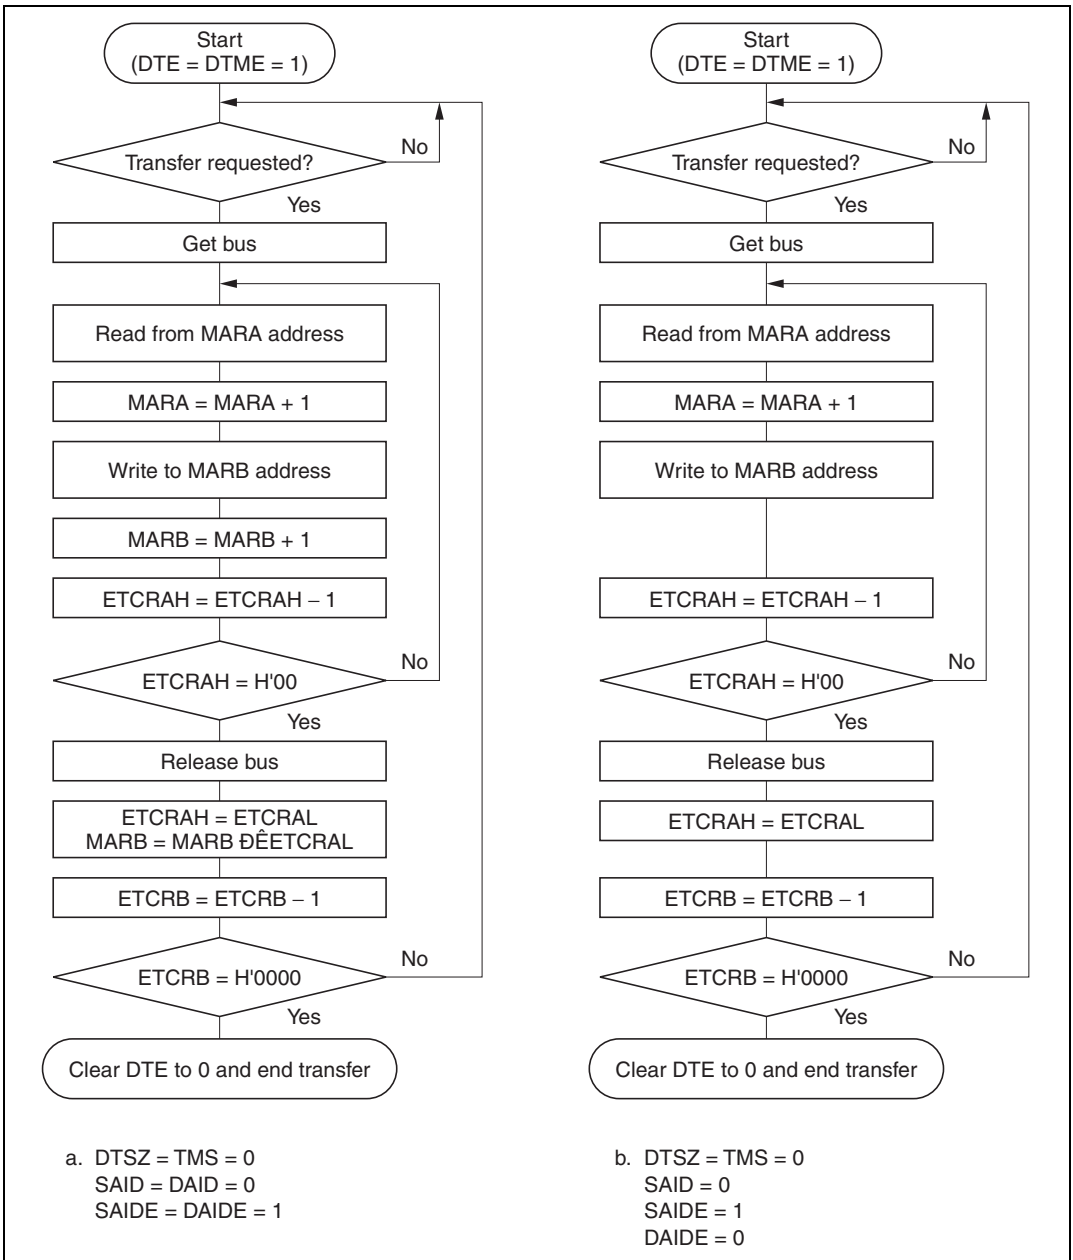 Start
(DTE = DTME = 1)
Transfer requested?
No
Yes
Get bus
Read from MARA address
MARA = MARA + 1
Write to MARB address
MARB = MARB + 1
ETCRAH = ETCRAH – 1
ETCRAH = H'00
No
Yes
Release bus
ETCRAH = ETCRAL
MARB = MARB ÐÊETCRAL
ETCRB = ETCRB – 1
ETCRB = H'0000
No
Yes
Clear DTE to 0 and end transfer
a. DTSZ = TMS = 0
SAID = DAID = 0
SAIDE = DAIDE = 1
Start
(DTE = DTME = 1)
Transfer requested?
No
Yes
Get bus
Read from MARA address
MARA = MARA + 1
Write to MARB address
ETCRAH = ETCRAH – 1
ETCRAH = H'00
No
Yes
Release bus
ETCRAH = ETCRAL
ETCRB = ETCRB – 1
ETCRB = H'0000
No
Yes
Clear DTE to 0 and end transfer
b. DTSZ = TMS = 0
SAID = 0
SAIDE = 1
DAIDE = 0